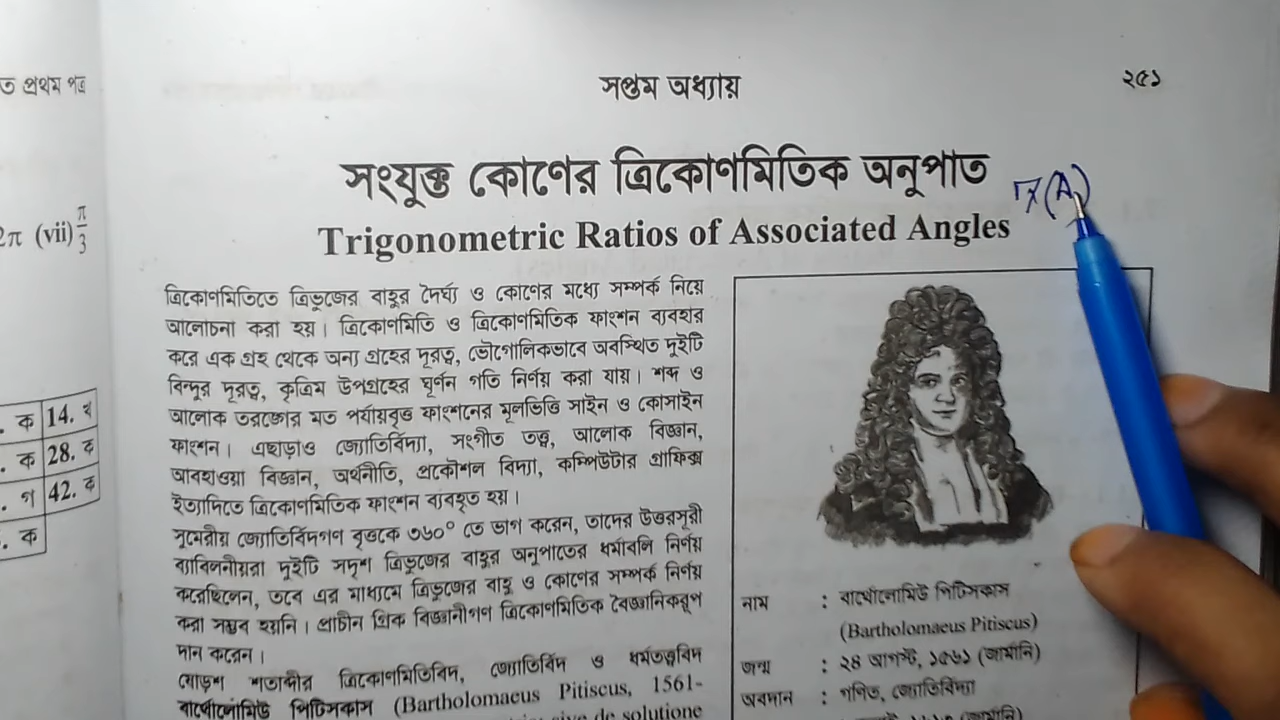 ত প্রথম পত্র
সপ্তম অধ্যায়
২৫১
সংযুক্ত কোণের ত্রিকোণমিতিক অনুপাত
Trigonometric Ratios of Associated Angles
2π (vii) π/3
ত্রিকোণমিতিতে ত্রিভুজের বাহুর দৈর্ঘ্য ও কোণের মধ্যে সম্পর্ক নিয়ে
আলোচনা করা হয়। ত্রিকোণমিতি ও ত্রিকোণমিতিক ফাংশন ব্যবহার
করে এক গ্রহ থেকে অন্য গ্রহের দূরত্ব, ভৌগোলিকভাবে অবস্থিত দুইটি
বিন্দুর দূরত্ব, কৃত্রিম উপগ্রহের ঘূর্ণন গতি নির্ণয় করা যায়। শব্দ ও
আলোক তরঙ্গের মত পর্যায়বৃত্ত ফাংশনের মূলভিত্তি সাইন ও কোসাইন
ফাংশন। এছাড়াও জ্যোতির্বিদ্যা, সংগীত তত্ত্ব, আলোক বিজ্ঞান,
আবহাওয়া বিজ্ঞান, অর্থনীতি, প্রকৌশল বিদ্যা, কম্পিউটার গ্রাফিক্স
ইত্যাদিতে ত্রিকোণমিতিক ফাংশন ব্যবহৃত হয়।
সুমেরীয় জ্যোতির্বিদগণ বৃত্তকে ৩৬০° তে ভাগ করেন, তাদের উত্তরসূরী
ব্যাবিলনীয়রা দুইটি সদৃশ ত্রিভুজের বাহুর অনুপাতের ধর্মাবলি নির্ণয়
করেছিলেন, তবে এর মাধ্যমে ত্রিভুজের বাহু ও কোণের সম্পর্ক নির্ণয়
করা সম্ভব হয়নি। প্রাচীন গ্রিক বিজ্ঞানীগণ ত্রিকোণমিতিক বৈজ্ঞানিকরূপ
দান করেন।
ষোড়শ শতাব্দীর ত্রিকোণমিতিবিদ, জ্যোতির্বিদ ও ধর্মতত্ত্ববিদ
বার্থোলোমিউ পিটিসকাস (Bartholomaeus Pitiscus, 1561-
de solutione
নাম : বার্থোলোমিউ পিটিসকাস
(Bartholomaeus Pitiscus)
জন্ম : ২৪ আগস্ট, ১৫৬১ (জার্মানি)
অবদান : গণিত, জ্যোতির্বিদ্যা
. ক 14. খ
. ক 28. ক
. গ 42. ক
. ক